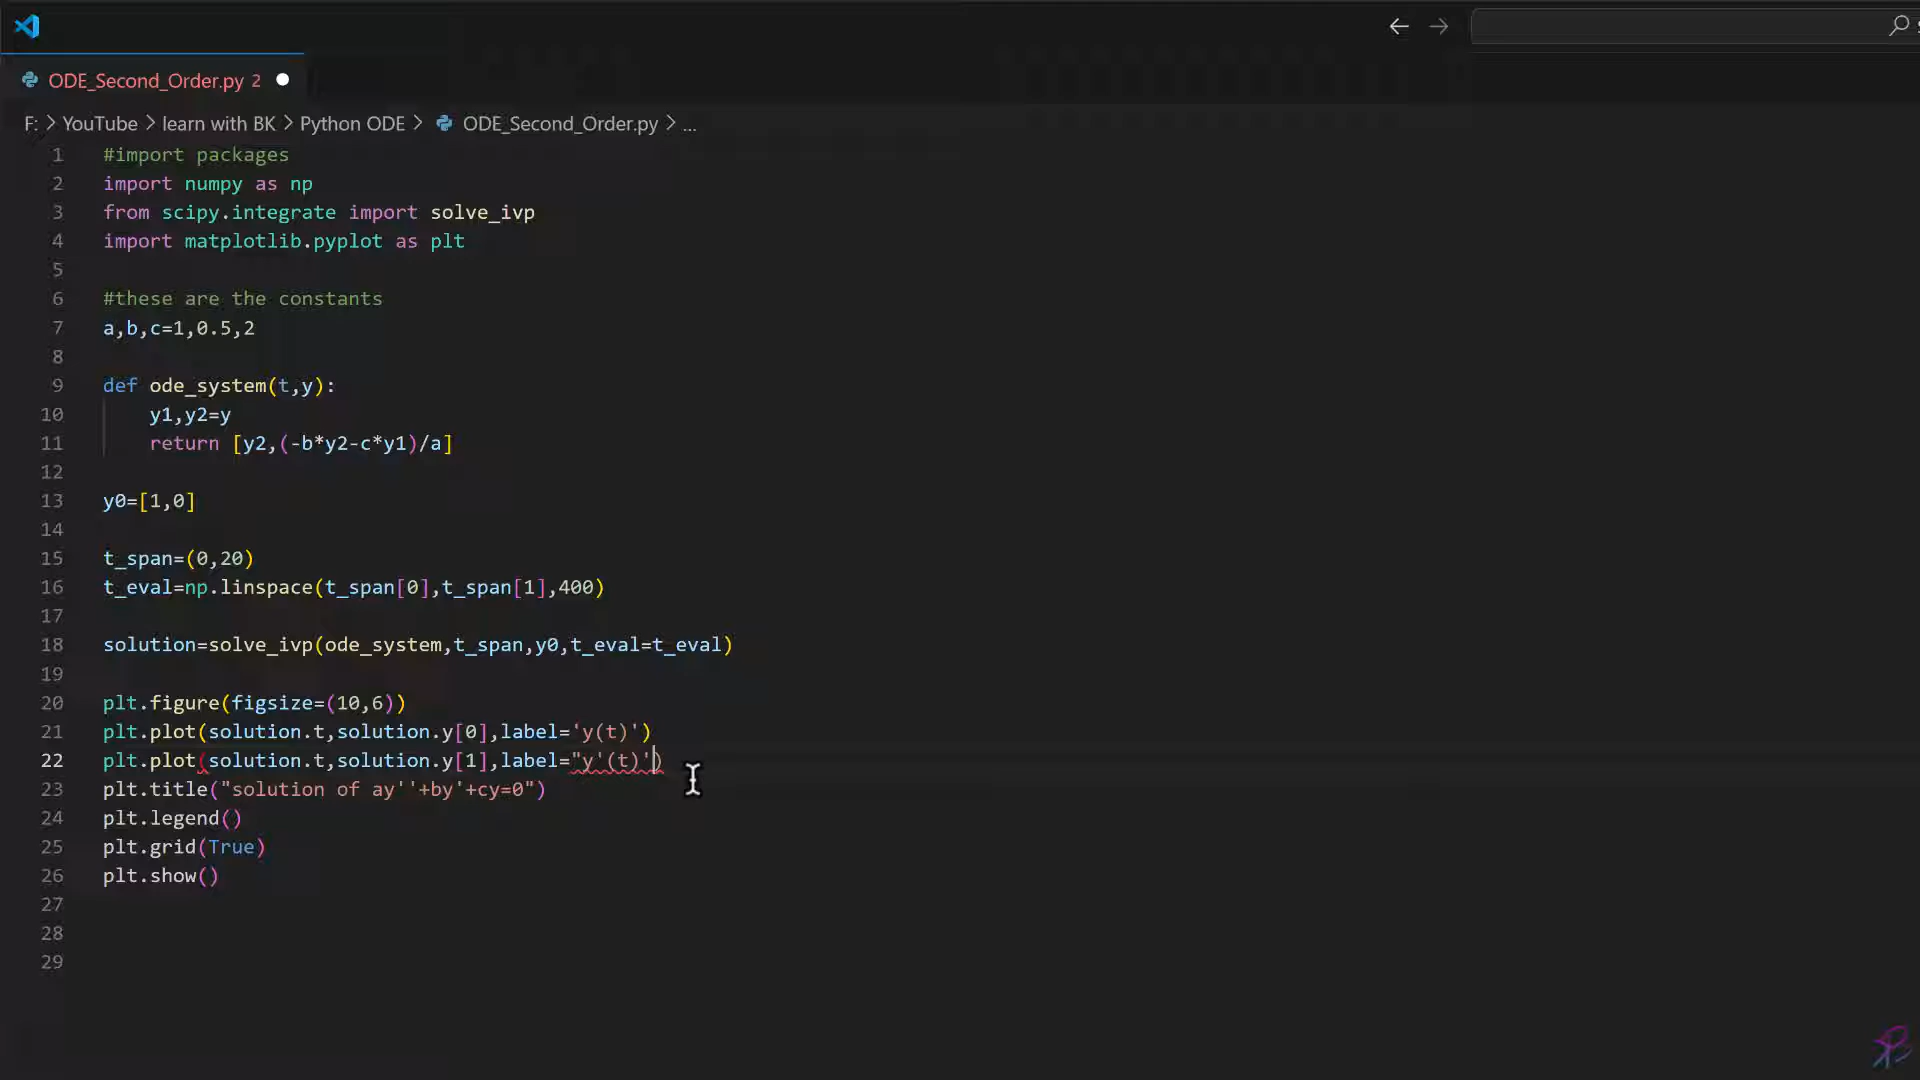 ODE_Second_Order.py 2
F: > YouTube > learn with BK > Python ODE > ODE_Second_Order.py > ...
1 #import packages
2 import numpy as np
3 from scipy.integrate import solve_ivp
4 import matplotlib.pyplot as plt
5
6 #these are the constants
7 a,b,c=1,0.5,2
8
9 def ode_system(t,y):
10     y1,y2=y
11     return [y2,(-b*y2-c*y1)/a]
12
13 y0=[1,0]
14
15 t_span=(0,20)
16 t_eval=np.linspace(t_span[0],t_span[1],400)
17
18 solution=solve_ivp(ode_system,t_span,y0,t_eval=t_eval)
19
20 plt.figure(figsize=(10,6))
21 plt.plot(solution.t,solution.y[0],label='y(t)')
22 plt.plot(solution.t,solution.y[1],label="y'(t)')
23 plt.title("solution of ay''+by'+cy=0")
24 plt.legend()
25 plt.grid(True)
26 plt.show()
27
28
29